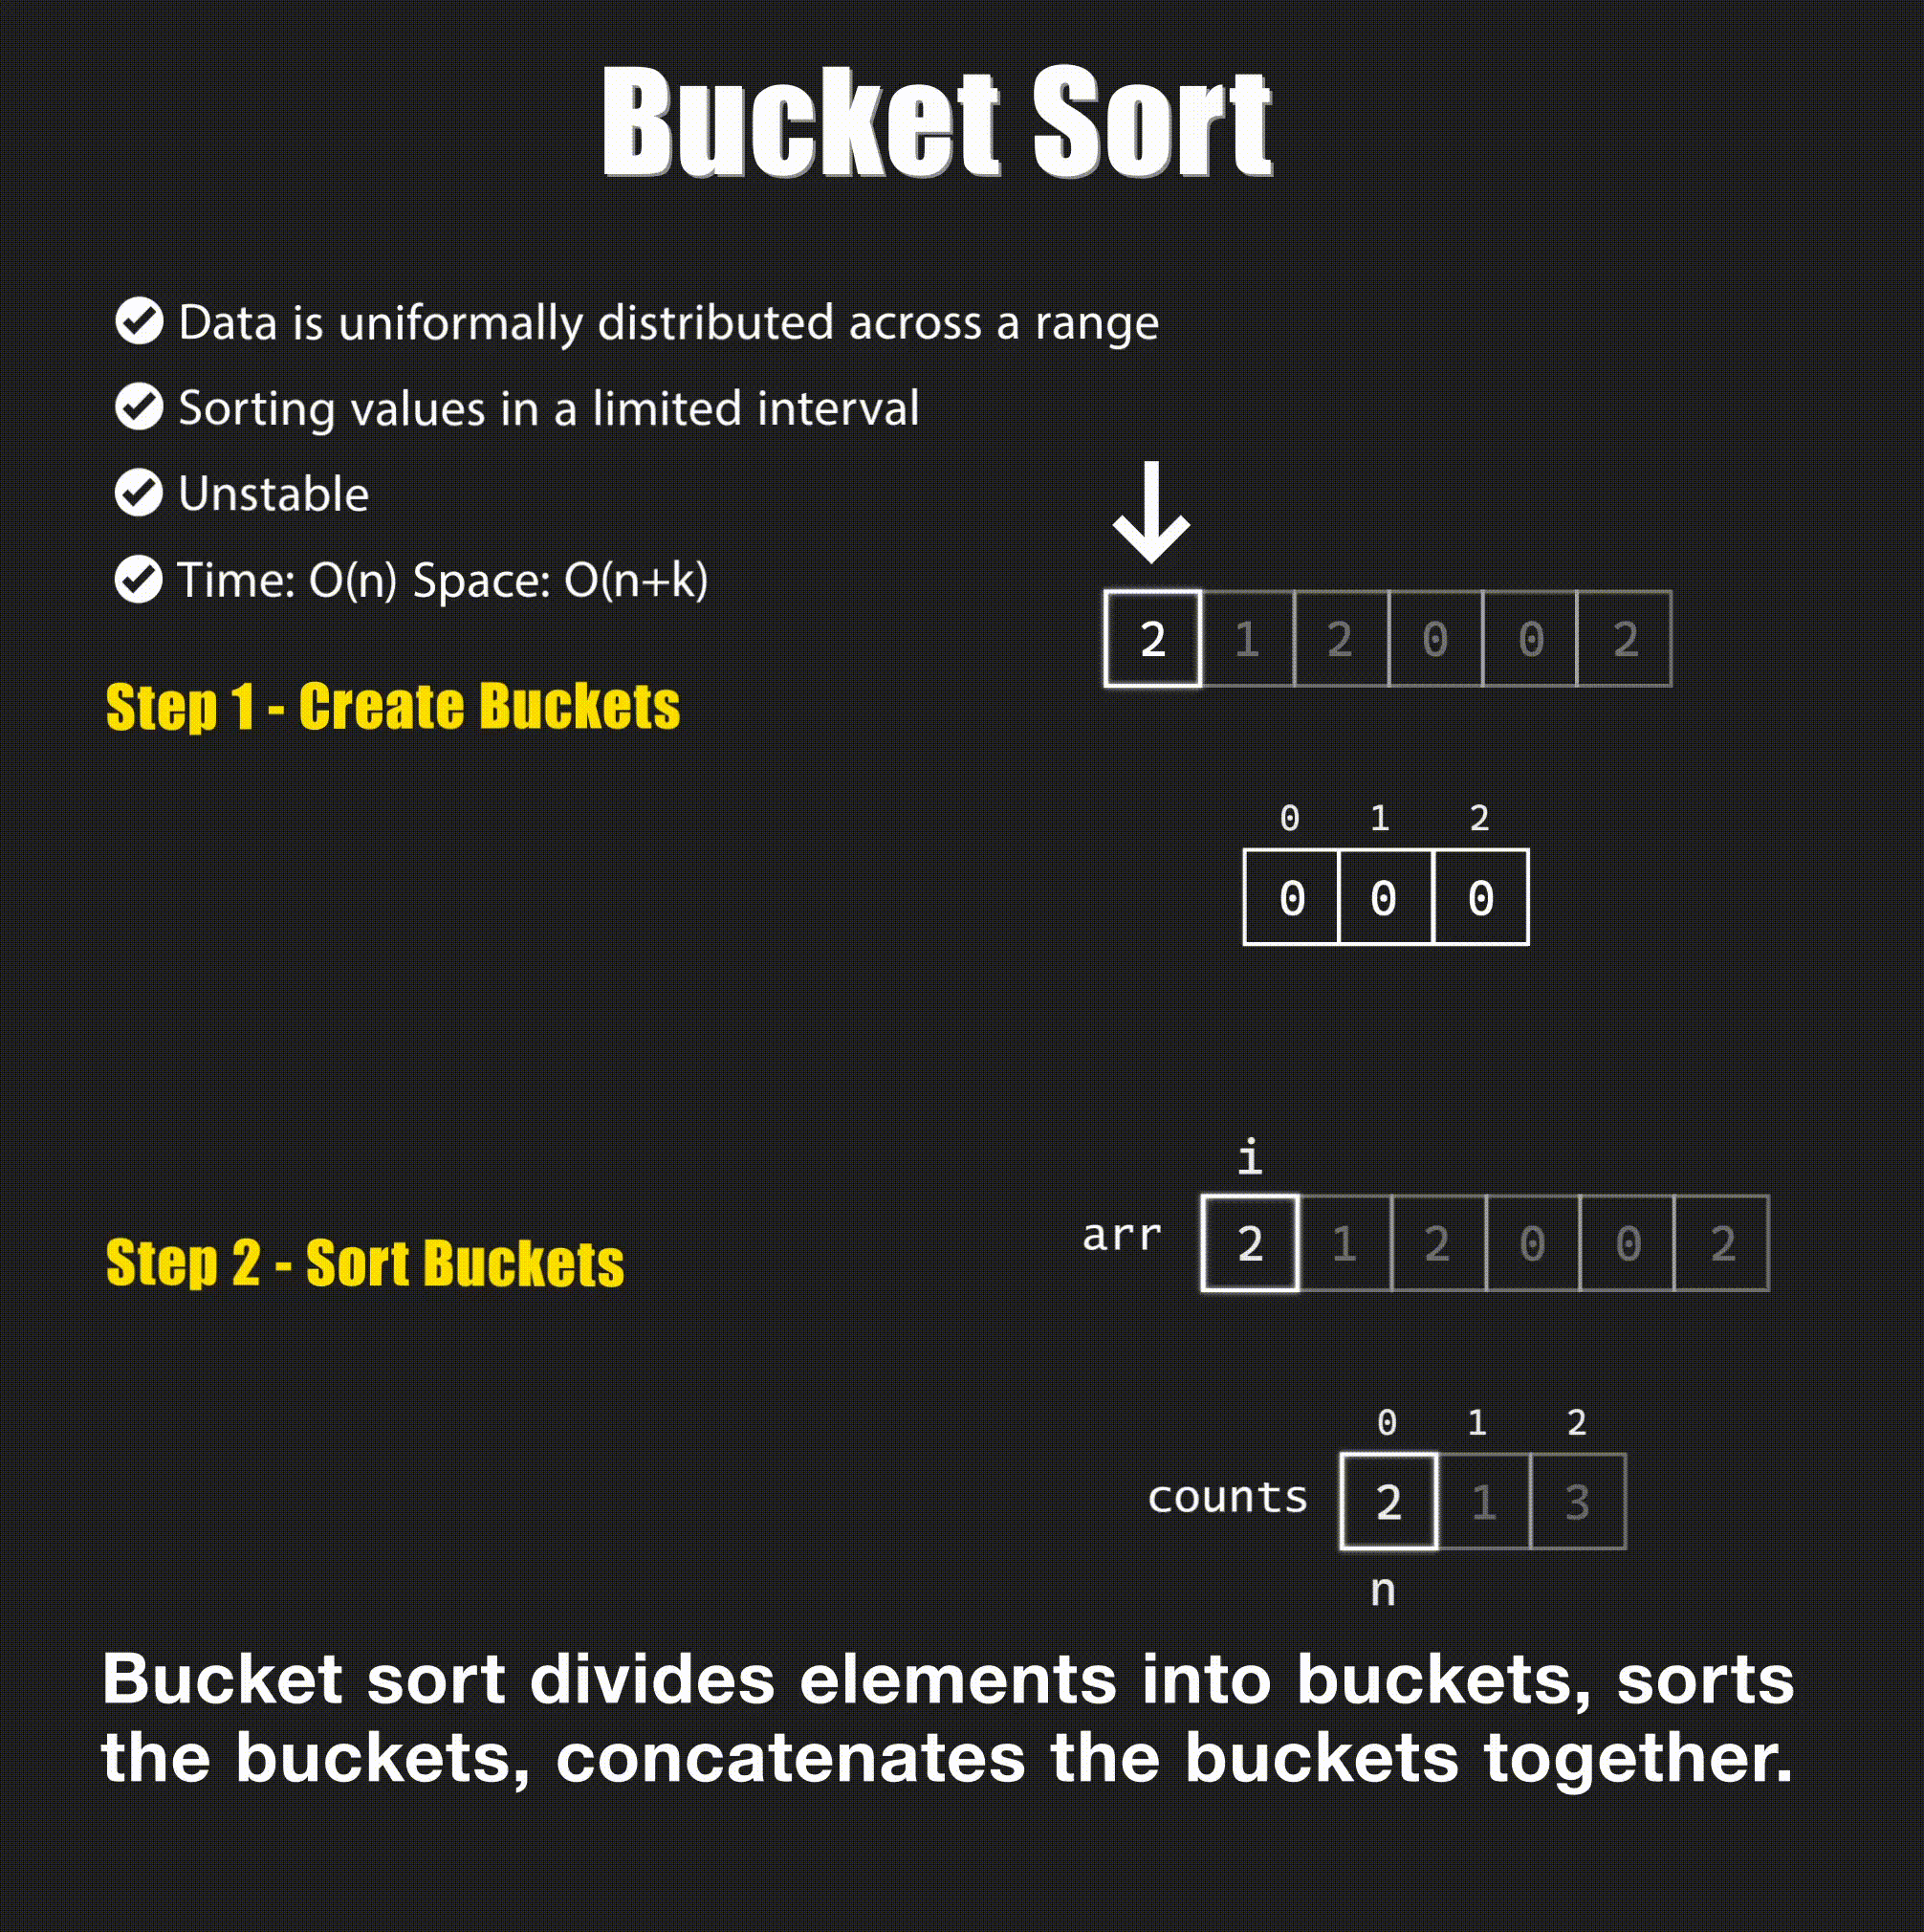 Bucket Sort
Data is uniformally distributed across a range
Sorting values in a limited interval
Unstable
Time: O(n) Space: O(n+k)
2 1 2 0 0 2
Step 1 - Create Buckets
0 1 2
0 0 0
i
arr 2 1 2 0 0 2
Step 2 - Sort Buckets
0 1 2
counts 2 1 3
n
Bucket sort divides elements into buckets, sorts
the buckets, concatenates the buckets together.